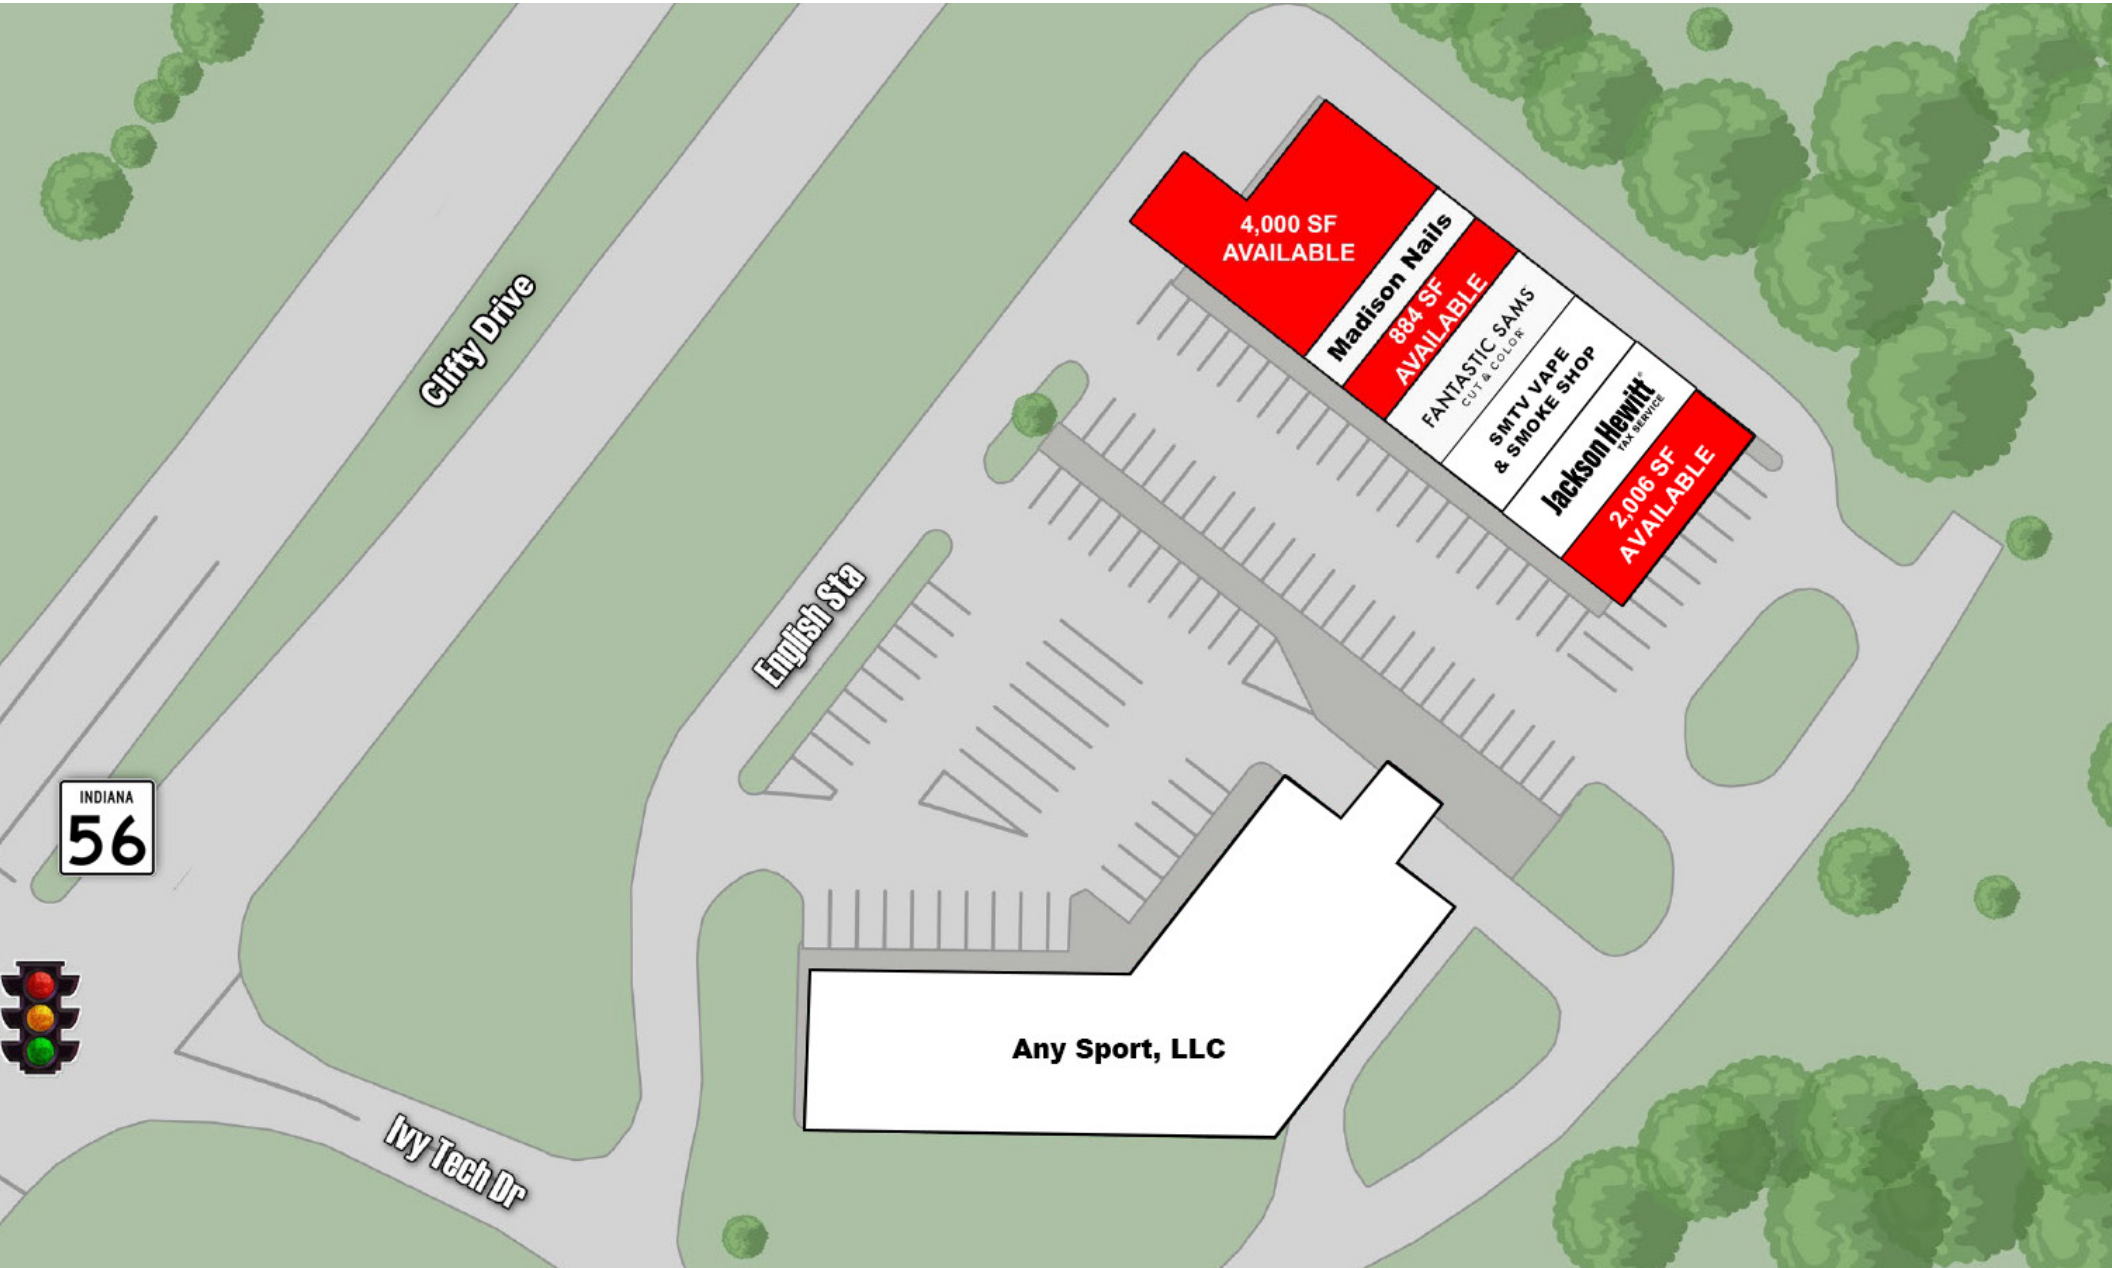 4,000 SF
AVAILABLE
Madison Nails
884 SF
AVAILABLE
FANTASTIC SAMS
CUT & COLOR
SMTV VAPE
& SMOKE SHOP
Jackson Hewitt®
TAX SERVICE
2,006 SF
AVAILABLE
Clifty Drive
English Sta
INDIANA
56
Any Sport, LLC
Ivy Tech Dr